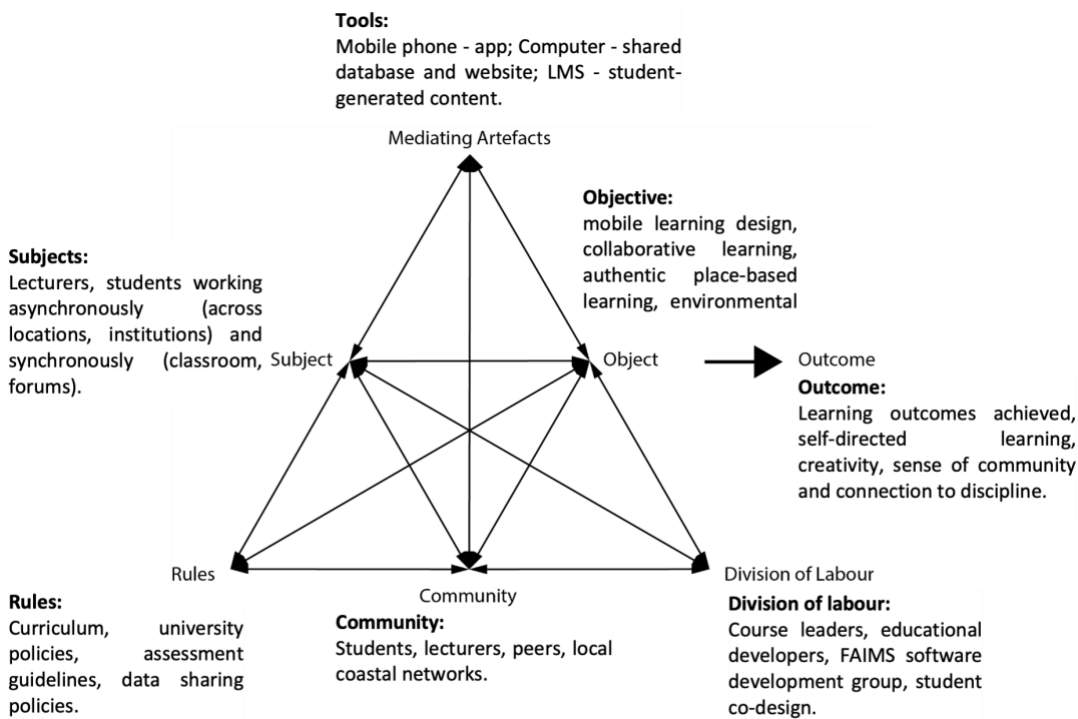 Tools:
Mobile phone - app; Computer - shared
database and website; LMS - student-
generated content.
Mediating Artefacts
Objective:
mobile learning design,
collaborative learning,
authentic place-based
learning, environmental
Subjects:
Lecturers, students working
asynchronously (across
locations, institutions) and
synchronously (classroom,
forums).
Subject
Object
Outcome
Outcome:
Learning outcomes achieved,
self-directed learning,
creativity, sense of community
and connection to discipline.
Rules
Community
Division of Labour
Rules:
Curriculum, university
policies, assessment
guidelines, data sharing
policies.
Community:
Students, lecturers, peers, local
coastal networks.
Division of labour:
Course leaders, educational
developers, FAIMS software
development group, student
co-design.